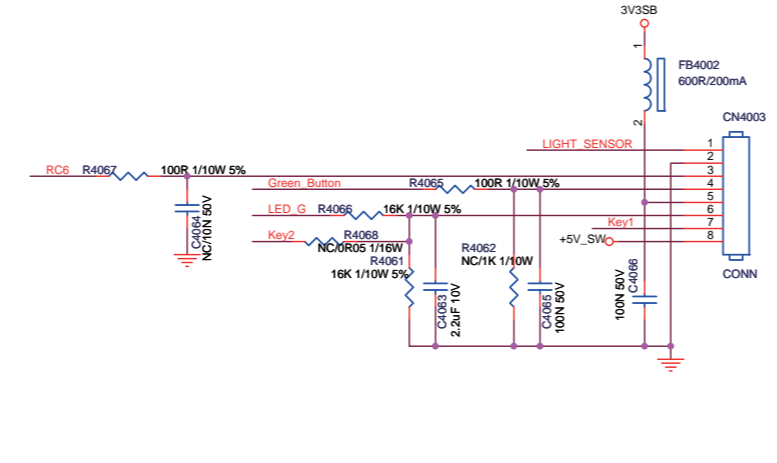 3V3SB
1
FB4002
600R/200mA
2
CN4003
LIGHT_SENSOR
1
2
RC6 R4067 100R 1/10W 5%
3
Green_Button R4065 100R 1/10W 5%
4
5
LED_G R4066 16K 1/10W 5%
6
Key1
7
Key2 R4068
NC/0R05 1/16W
+5V_SW
8
C4064
NC/10N 50V
R4061
16K 1/10W 5%
R4062
NC/1K 1/10W
CONN
C4063
2.2uF 10V
C4065
100N 50V
C4066
100N 50V